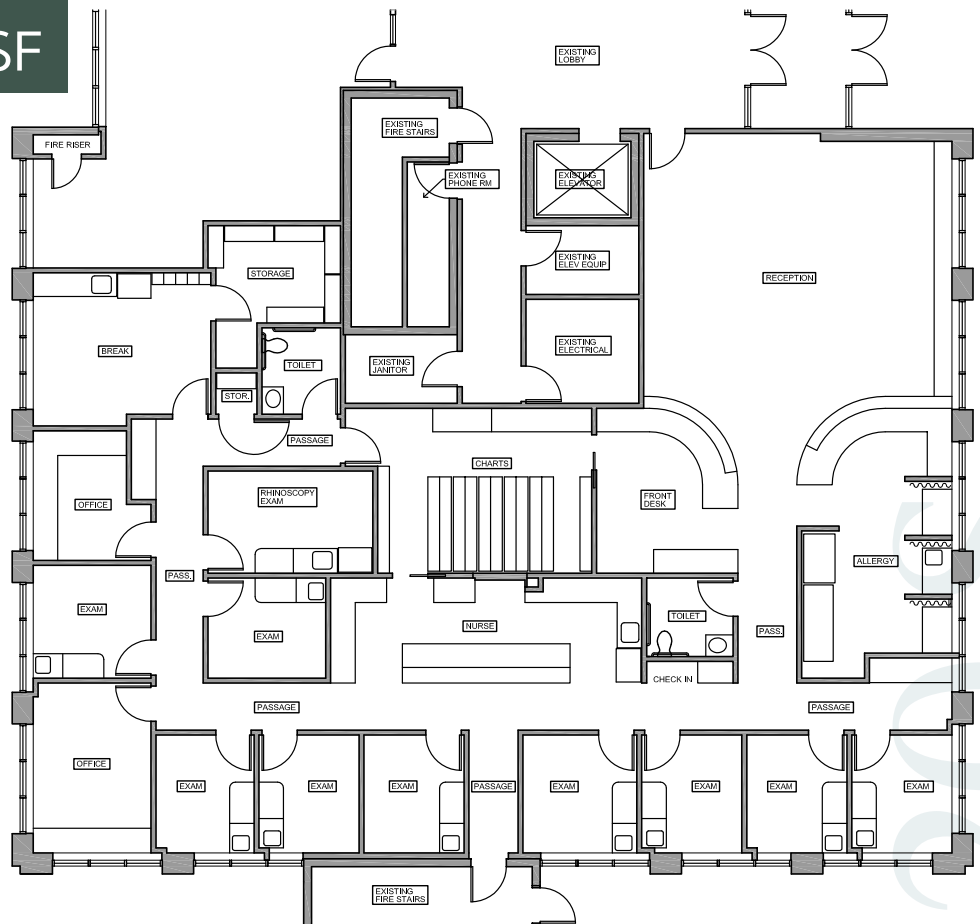 SF
EXISTING
LOBBY
EXISTING
FIRE STAIRS
FIRE RISER
EXISTING
PHONE RM
EXISTING
ELEVATOR
EXISTING
ELEV EQUIP
STORAGE
RECEPTION
BREAK
EXISTING
ELECTRICAL
TOILET
EXISTING
JANITOR
STOR.
PASSAGE
CHARTS
RHINOSCOPY
EXAM
FRONT
DESK
OFFICE
ALLERGY
PASS.
EXAM
EXAM
NURSE
TOILET
PASS.
CHECK IN
PASSAGE
PASSAGE
OFFICE
EXAM
EXAM
EXAM
PASSAGE
EXAM
EXAM
EXAM
EXAM
EXISTING
FIRE STAIRS